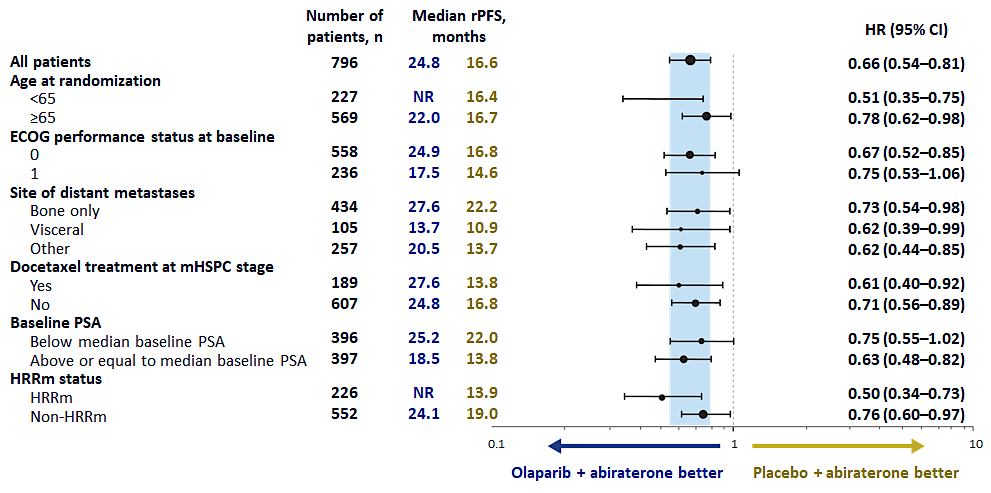 Number of patients, n
Median rPFS, months
HR (95% CI)
All patients 796 24.8 16.6 0.66 (0.54–0.81)
Age at randomization
<65 227 NR 16.4 0.51 (0.35–0.75)
≥65 569 22.0 16.7 0.78 (0.62–0.98)
ECOG performance status at baseline
0 558 24.9 16.8 0.67 (0.52–0.85)
1 236 17.5 14.6 0.75 (0.53–1.06)
Site of distant metastases
Bone only 434 27.6 22.2 0.73 (0.54–0.98)
Visceral 105 13.7 10.9 0.62 (0.39–0.99)
Other 257 20.5 13.7 0.62 (0.44–0.85)
Docetaxel treatment at mHSPC stage
Yes 189 27.6 13.8 0.61 (0.40–0.92)
No 607 24.8 16.8 0.71 (0.56–0.89)
Baseline PSA
Below median baseline PSA 396 25.2 22.0 0.75 (0.55–1.02)
Above or equal to median baseline PSA 397 18.5 13.8 0.63 (0.48–0.82)
HRRm status
HRRm 226 NR 13.9 0.50 (0.34–0.73)
Non-HRRm 552 24.1 19.0 0.76 (0.60–0.97)
0.1 1 10
Olaparib + abiraterone better Placebo + abiraterone better